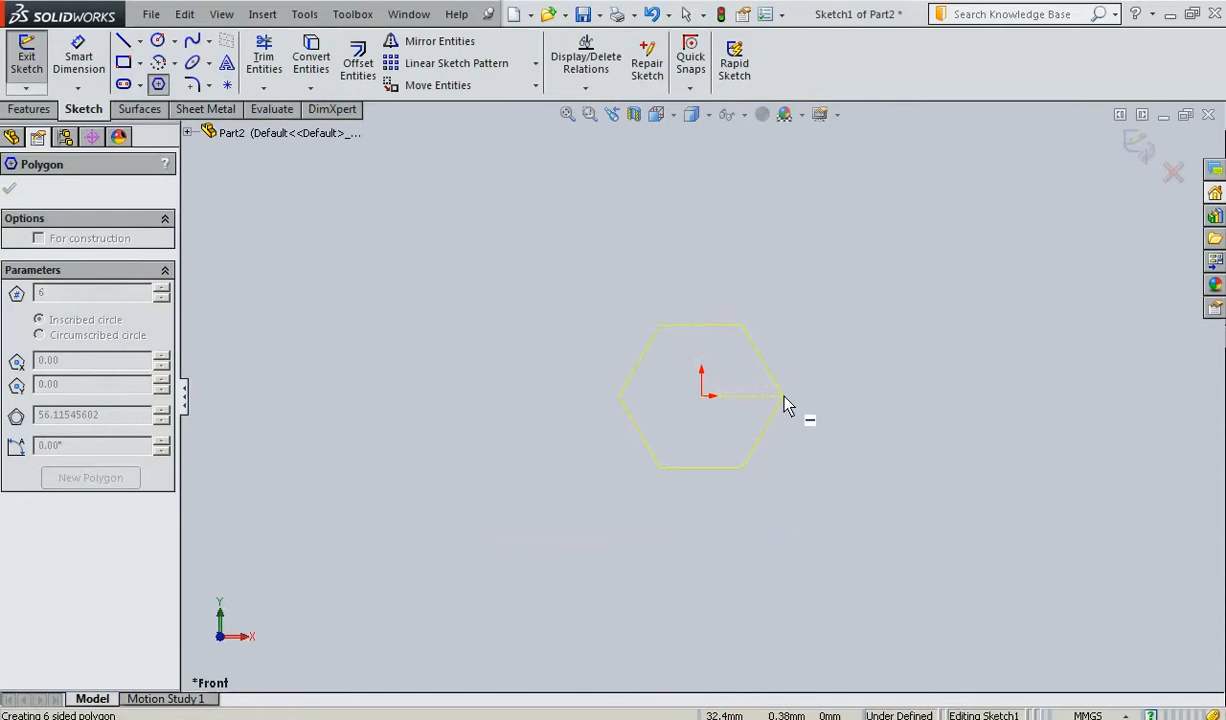 SOLIDWORKS File Edit View Insert Tools Toolbox Window Help Sketch1 of Part2 * Search Knowledge Base ?
Exit Sketch
Smart Dimension
Trim Entities
Convert Entities
Offset Entities
Mirror Entities
Linear Sketch Pattern
Move Entities
Display/Delete Relations
Repair Sketch
Quick Snaps
Rapid Sketch
Features Sketch Surfaces Sheet Metal Evaluate DimXpert
Part2 (Default<<Default>_...
Polygon ?
Options
For construction
Parameters
# 6
Inscribed circle
Circumscribed circle
0.00
0.00
56.11545602
0.00°
New Polygon
Y
X
*Front
Model Motion Study 1
Creating 6 sided polygon 32.4mm 0.38mm 0mm Under Defined Editing Sketch1 MMGS ?